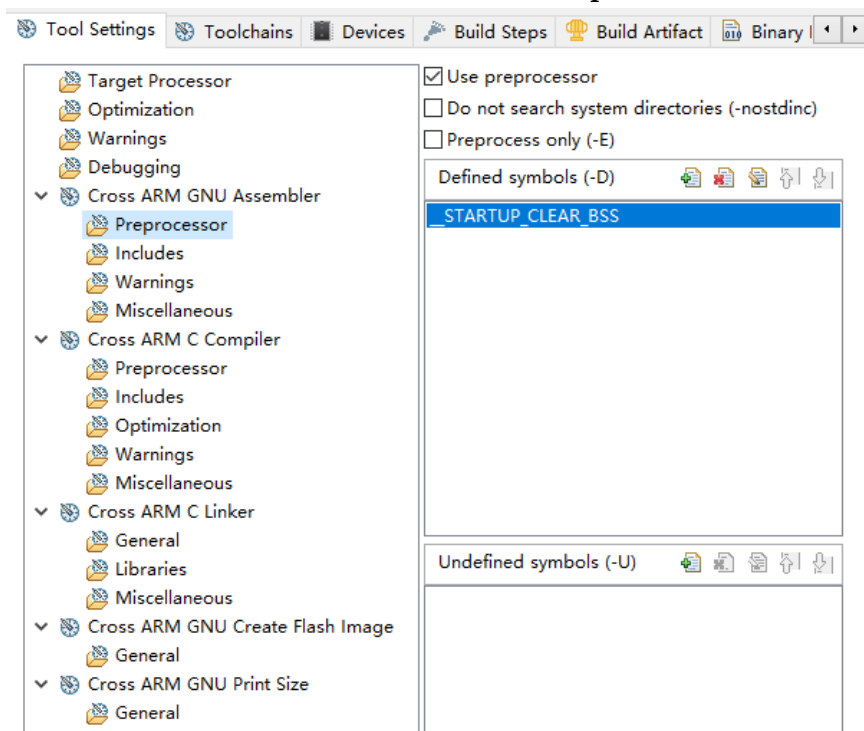 Tool Settings Toolchains Devices Build Steps Build Artifact Binary
Target Processor
Optimization
Warnings
Debugging
Cross ARM GNU Assembler
Preprocessor
Includes
Warnings
Miscellaneous
Cross ARM C Compiler
Preprocessor
Includes
Optimization
Warnings
Miscellaneous
Cross ARM C Linker
General
Libraries
Miscellaneous
Cross ARM GNU Create Flash Image
General
Cross ARM GNU Print Size
General
Use preprocessor
Do not search system directories (-nostdinc)
Preprocess only (-E)
Defined symbols (-D)
__STARTUP_CLEAR_BSS
Undefined symbols (-U)